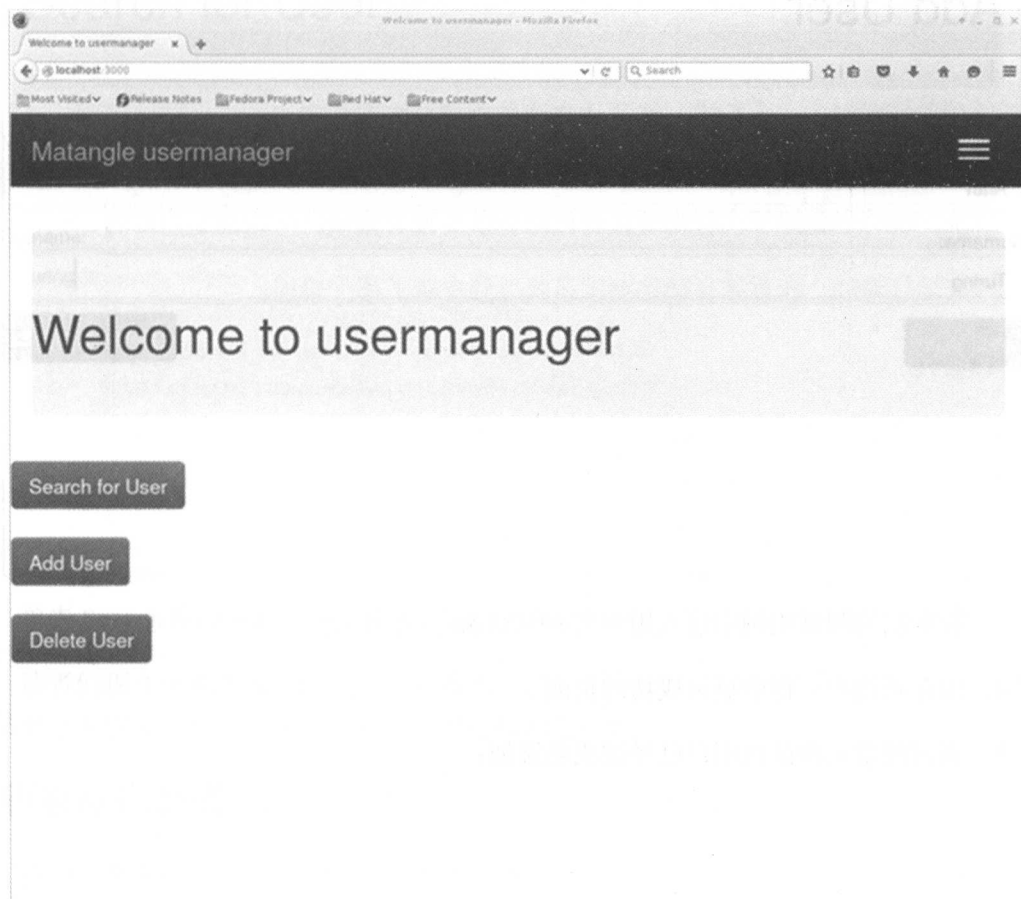 Welcome to usermanager - Mozilla Firefox
Welcome to usermanager
localhost:3000
Search
Most Visited
Release Notes
Fedora Project
Red Hat
Free Content
Matangle usermanager
Welcome to usermanager
Search for User
Add User
Delete User